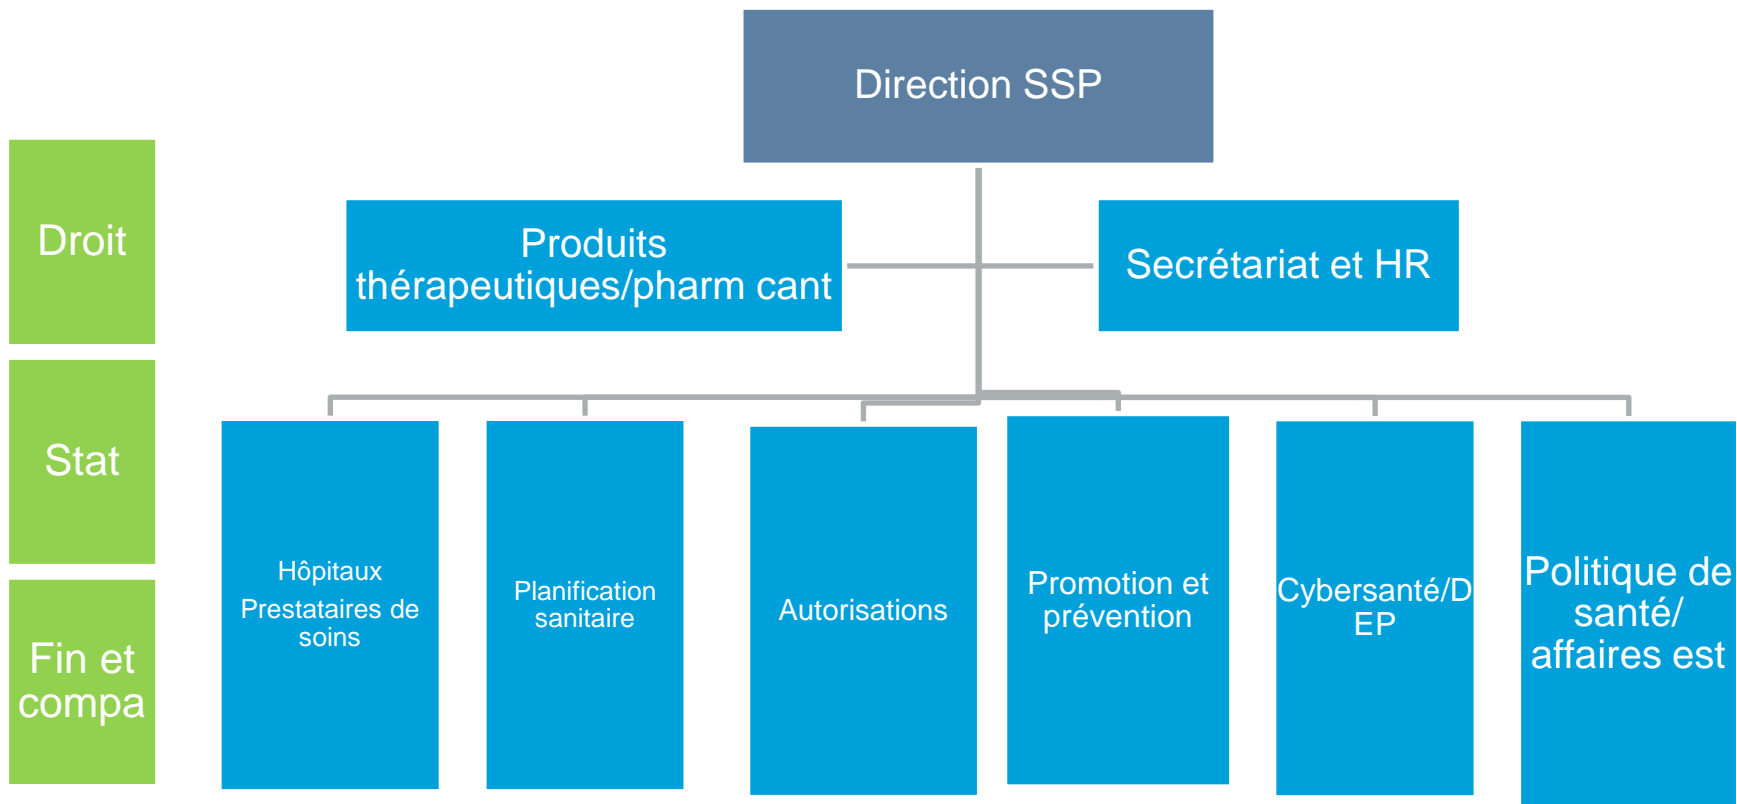 Direction SSP
Droit
Produits
thérapeutiques/pharm cant
Secrétariat et HR
Stat
Fin et
compa
Hôpitaux
Prestataires de
soins
Planification
sanitaire
Autorisations
Promotion et
prévention
Cybersanté/D
EP
Politique de
santé/
affaires est